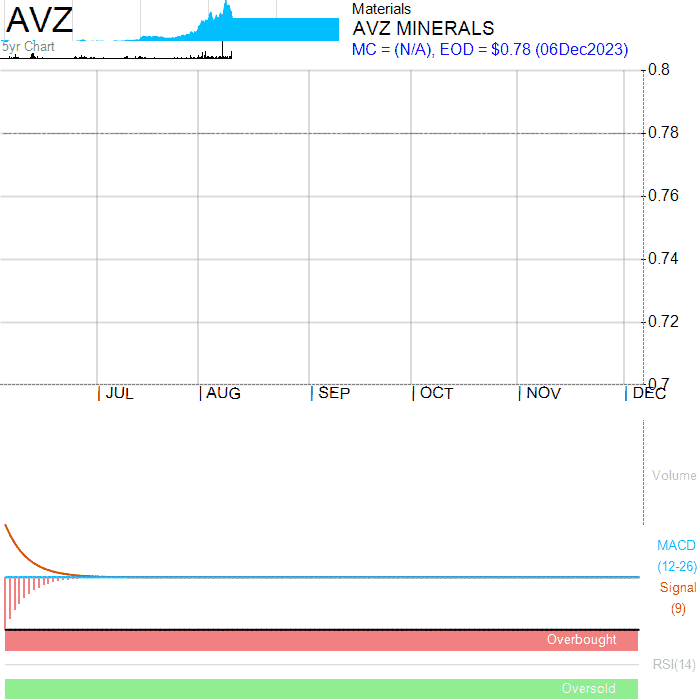 AVZ
5yr Chart
Materials
AVZ MINERALS
MC = (N/A), EOD = $0.78 (06Dec2023)
0.8
0.78
0.76
0.74
0.72
0.7
JUL AUG SEP OCT NOV DEC
Volume
MACD
(12-26)
Signal
(9)
Overbought
RSI(14)
Oversold